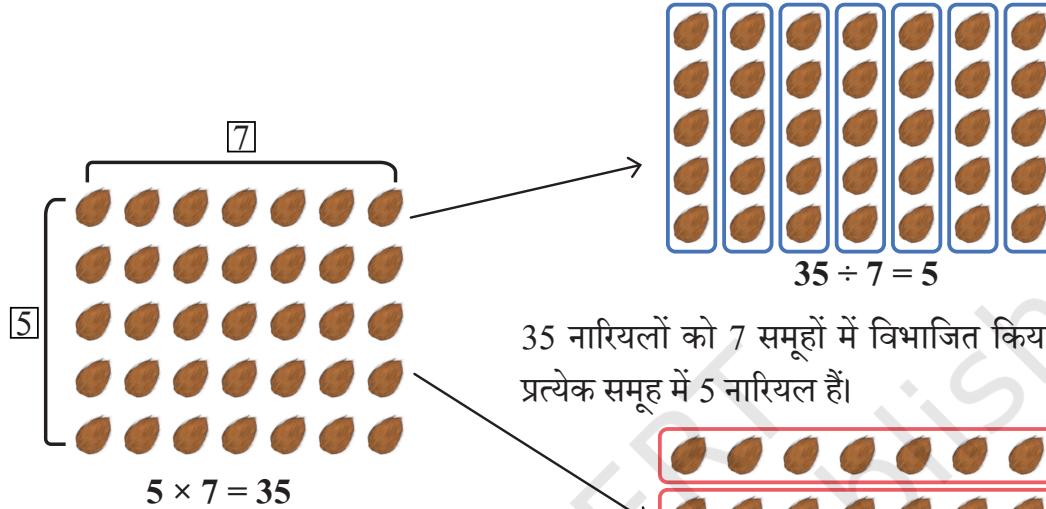 7
5
5 × 7 = 35
35 ÷ 7 = 5
35 नारियलों को 7 समूहों में विभाजित किय
प्रत्येक समूह में 5 नारियल हैं।